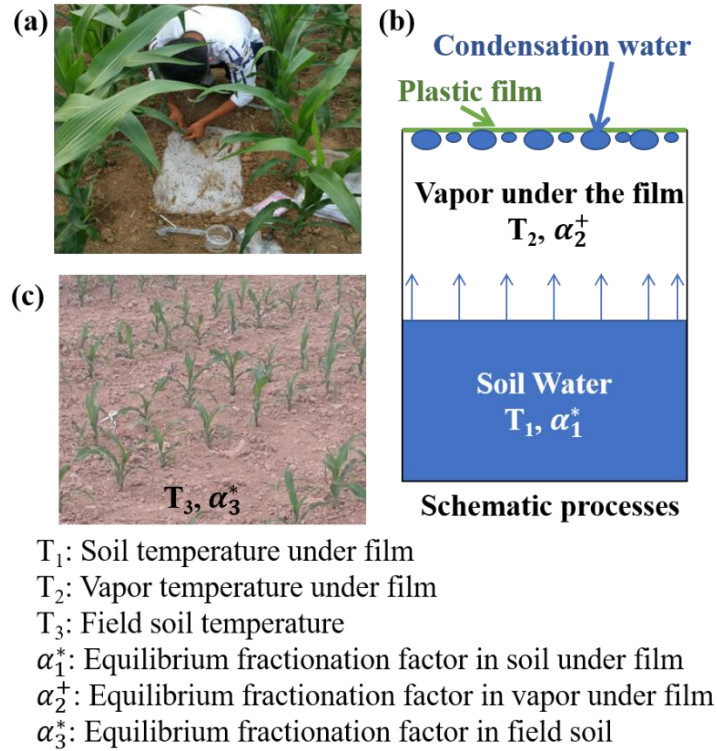 (a)
(b)
Condensation water
Plastic film
Vapor under the film
T₂, α₂⁺
(c)
Soil Water
T₁, α₁*
T₃, α₃*
Schematic processes
T₁: Soil temperature under film
T₂: Vapor temperature under film
T₃: Field soil temperature
α₁*: Equilibrium fractionation factor in soil under film
α₂⁺: Equilibrium fractionation factor in vapor under film
α₃*: Equilibrium fractionation factor in field soil